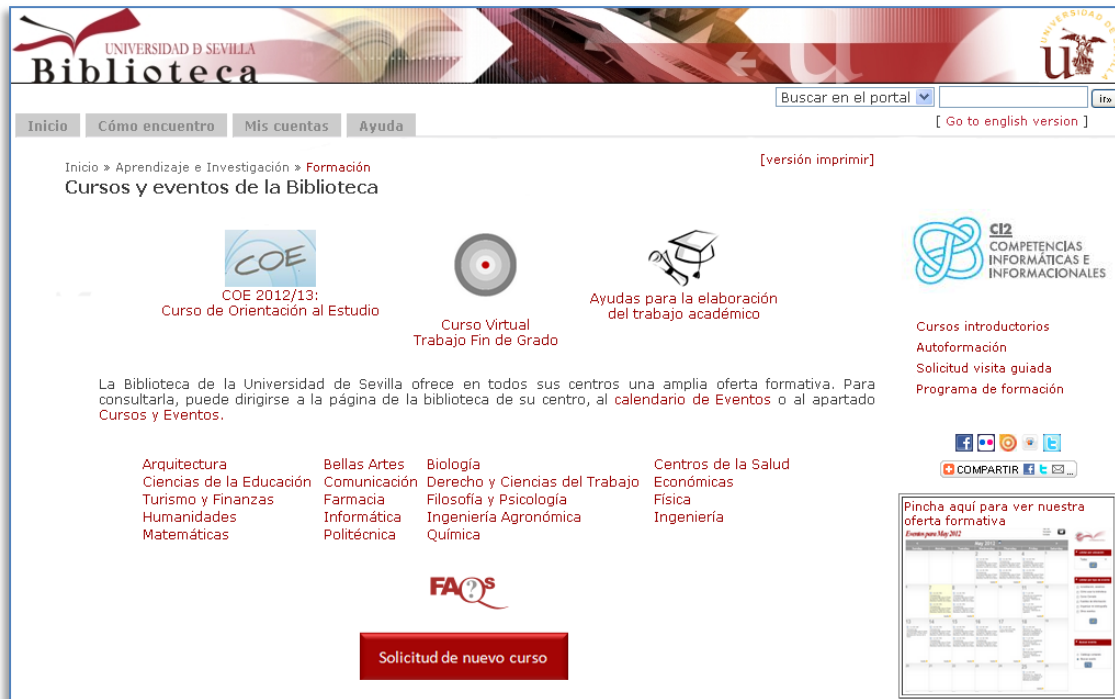 UNIVERSIDAD D SEVILLA
Biblioteca
Buscar en el portal
ir»
Inicio Cómo encuentro Mis cuentas Ayuda
[ Go to english version ]
Inicio » Aprendizaje e Investigación » Formación
[versión imprimir]
Cursos y eventos de la Biblioteca
COE
COE 2012/13:
Curso de Orientación al Estudio
Curso Virtual
Trabajo Fin de Grado
Ayudas para la elaboración
del trabajo académico
CI2
COMPETENCIAS
INFORMÁTICAS E
INFORMACIONALES
Cursos introductorios
Autoformación
Solicitud visita guiada
Programa de formación
La Biblioteca de la Universidad de Sevilla ofrece en todos sus centros una amplia oferta formativa. Para
consultarla, puede dirigirse a la página de la biblioteca de su centro, al calendario de Eventos o al apartado
Cursos y Eventos.
Arquitectura Bellas Artes Biología Centros de la Salud
Ciencias de la Educación Comunicación Derecho y Ciencias del Trabajo Económicas
Turismo y Finanzas Farmacia Filosofía y Psicología Física
Humanidades Informática Ingeniería Agronómica Ingeniería
Matemáticas Politécnica Química
COMPARTIR ...
Pincha aquí para ver nuestra
oferta formativa
Eventos para May 2012
May 2012
FAQs
Solicitud de nuevo curso